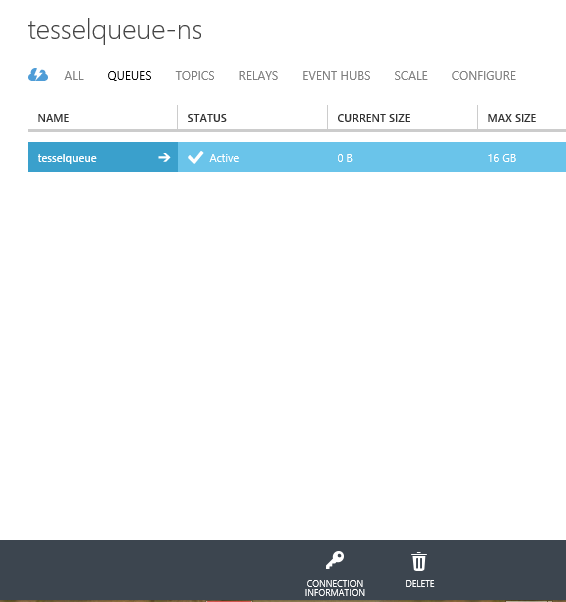 tesselqueue-ns
ALL QUEUES TOPICS RELAYS EVENT HUBS SCALE CONFIGURE
NAME STATUS CURRENT SIZE MAX SIZE
tesselqueue Active 0 B 16 GB
CONNECTION DELETE
INFORMATION